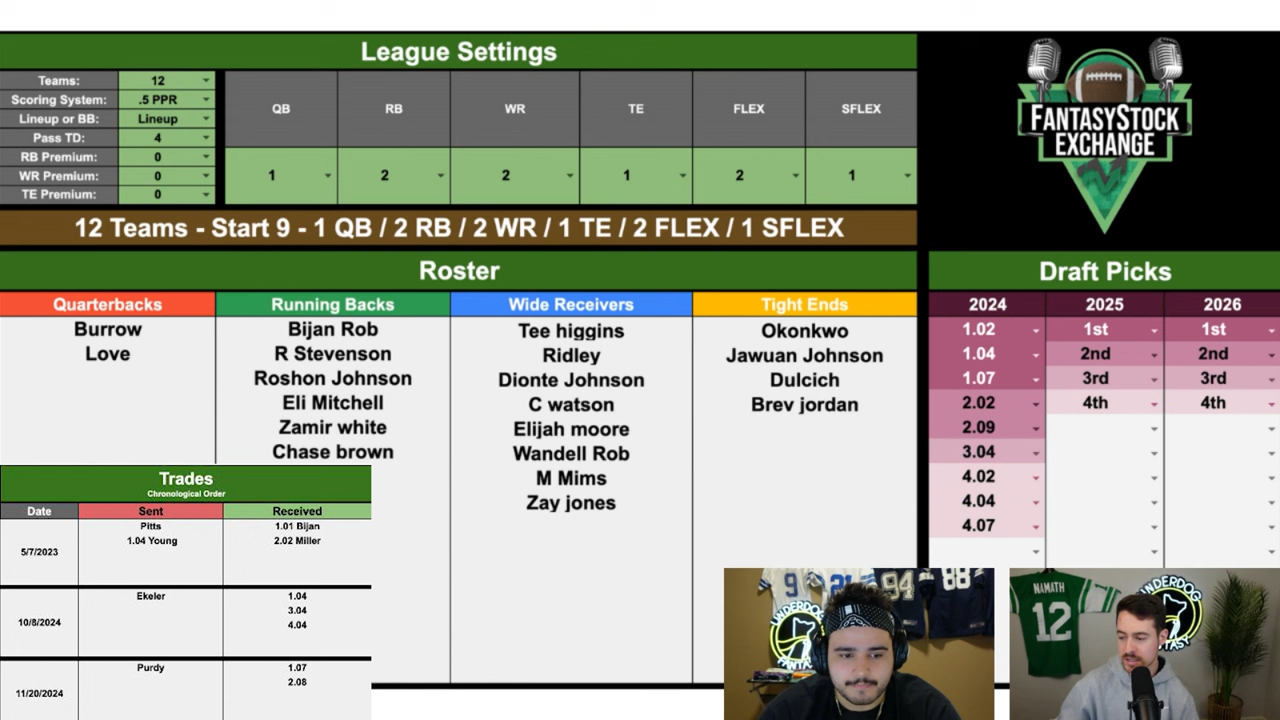 League Settings
Teams: 12
Scoring System: .5 PPR
Lineup or BB: Lineup
Pass TD: 4
RB Premium: 0
WR Premium: 0
TE Premium: 0
QB RB WR TE FLEX SFLEX
1 2 2 1 2 1
FANTASYSTOCK
EXCHANGE
12 Teams - Start 9 - 1 QB / 2 RB / 2 WR / 1 TE / 2 FLEX / 1 SFLEX
Roster
Quarterbacks
Burrow
Love
Running Backs
Bijan Rob
R Stevenson
Roshon Johnson
Eli Mitchell
Zamir white
Chase brown
Wide Receivers
Tee higgins
Ridley
Dionte Johnson
C watson
Elijah moore
Wandell Rob
M Mims
Zay jones
Tight Ends
Okonkwo
Jawuan Johnson
Dulcich
Brev jordan
Draft Picks
2024 2025 2026
1.02 1st 1st
1.04 2nd 2nd
1.07 3rd 3rd
2.02 4th 4th
2.09
3.04
4.02
4.04
4.07
Trades
Chronological Order
Date Sent Received
5/7/2023
Pitts 1.01 Bijan
1.04 Young 2.02 Miller
10/8/2024
Ekeler 1.04
3.04
4.04
11/20/2024
Purdy 1.07
2.08
9
21
94
88
UNDERDOG
FANTASY
NAMATH
12
UNDERDOG